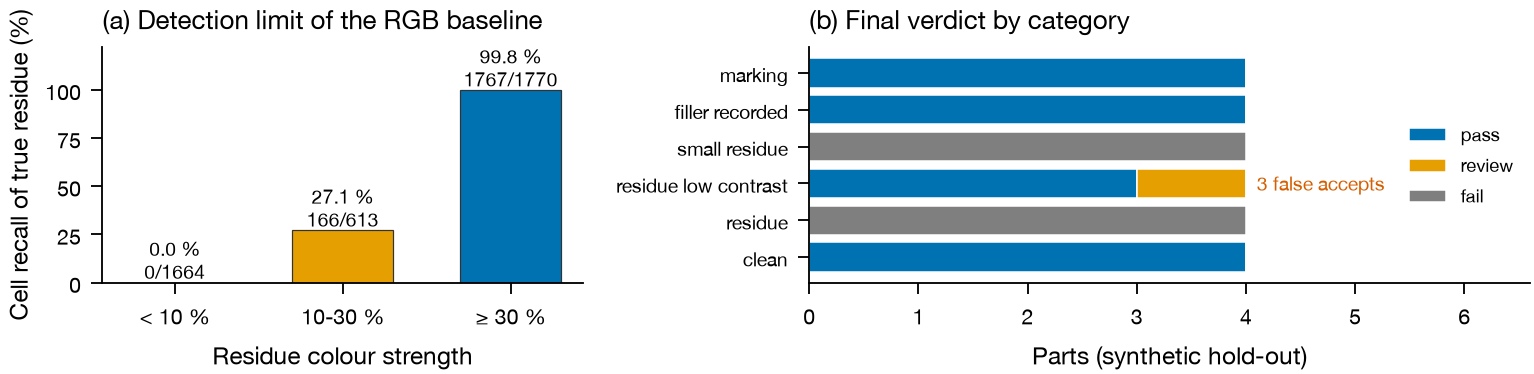 (a) Detection limit of the RGB baseline
Cell recall of true residue (%)
100
75
50
25
0
0.0 %
0/1664
27.1 %
166/613
99.8 %
1767/1770
< 10 %
10-30 %
≥ 30 %
Residue colour strength
(b) Final verdict by category
marking
filler recorded
small residue
residue low contrast
residue
clean
3 false accepts
pass
review
fail
0
1
2
3
4
5
6
Parts (synthetic hold-out)